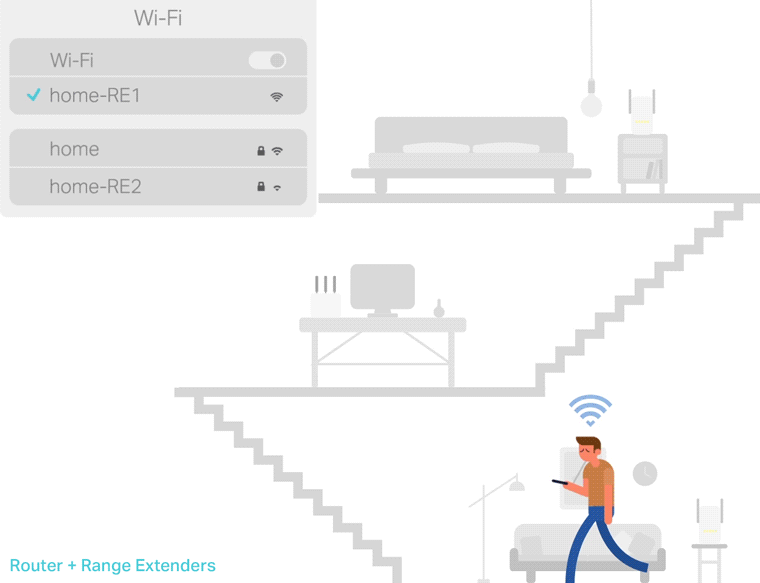 Wi-Fi
Wi-Fi
home-RE1
home
home-RE2
Router + Range Extenders